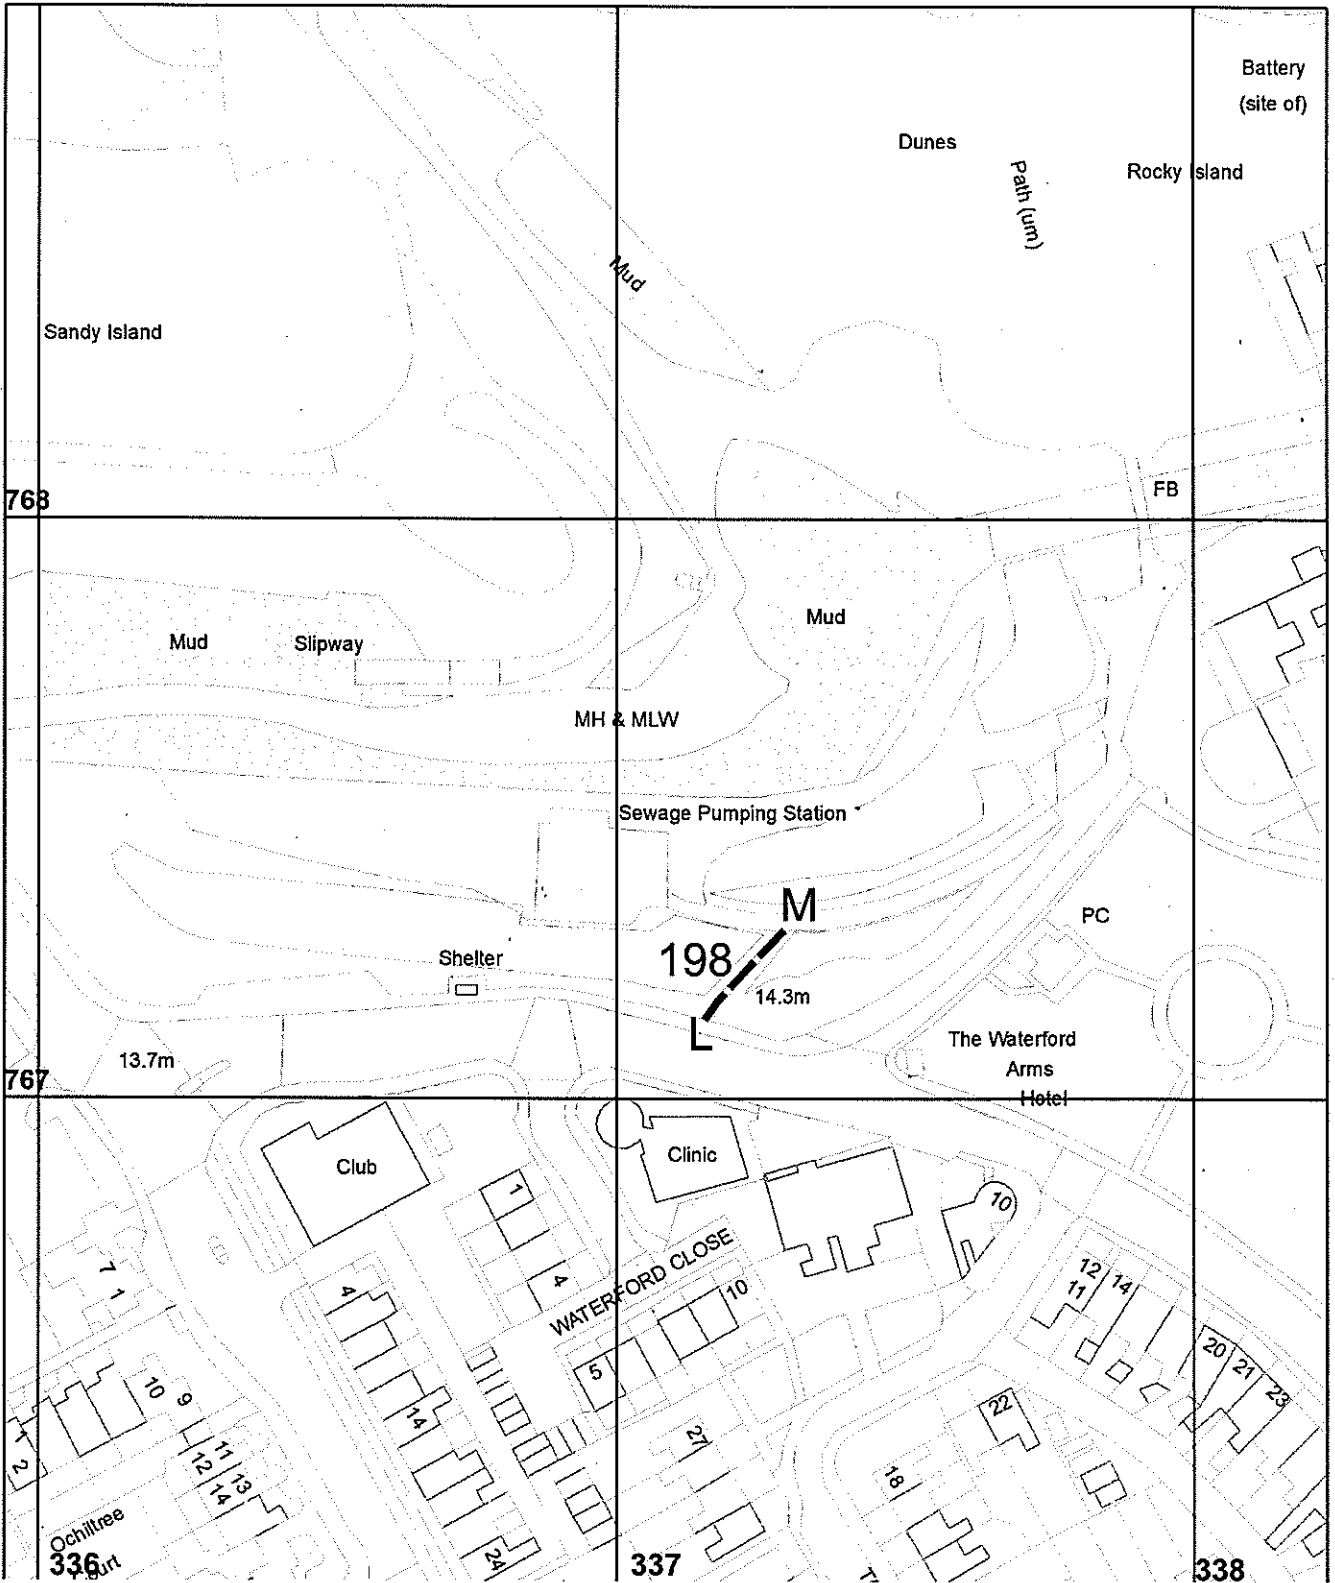 Battery
(site of)
Dunes
Path (um)
Rocky Island
Mud
Sandy Island
768
FB
Mud
Slipway
Mud
MH & MLW
Sewage Pumping Station
M
198
PC
Shelter
14.3m
L
The Waterford
Arms
Hotel
13.7m
767
Club
Clinic
1
10
4
WATERFORD CLOSE
10
7
1
4
12
11
14
5
20
21
23
10
9
14
22
27
1
2
11
12
13
14
18
24
Ochiltree
336
337
338